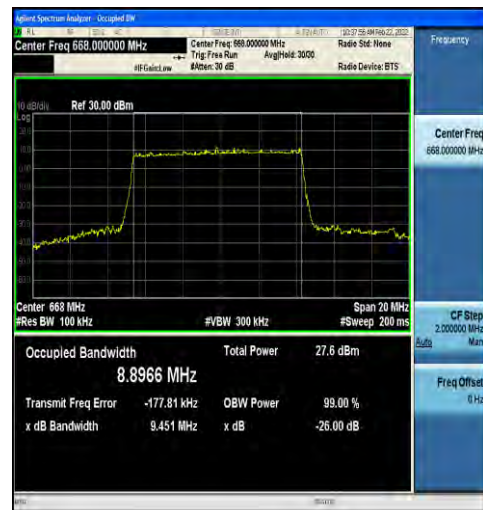 Agilent Spectrum Analyzer - Occupied BW
RL
Center Freq 668.000000 MHz
#IFGain:Low
Center Freq: 668.000000 MHz
Trig: Free Run Avg|Hold: 30/30
#Atten: 30 dB
10:37:56 AM Feb 22, 2022
Radio Std: None
Radio Device: BTS
Frequency
10 dB/div Ref 30.00 dBm
Log
Center Freq
668.000000 MHz
Center 668 MHz
Span 20 MHz
#Res BW 100 kHz
#VBW 300 kHz
#Sweep 200 ms
CF Step
2.000000 MHz
Auto Man
Occupied Bandwidth
8.8966 MHz
Total Power 27.6 dBm
Freq Offset
0 Hz
Transmit Freq Error -177.81 kHz OBW Power 99.00 %
x dB Bandwidth 9.451 MHz x dB -26.00 dB